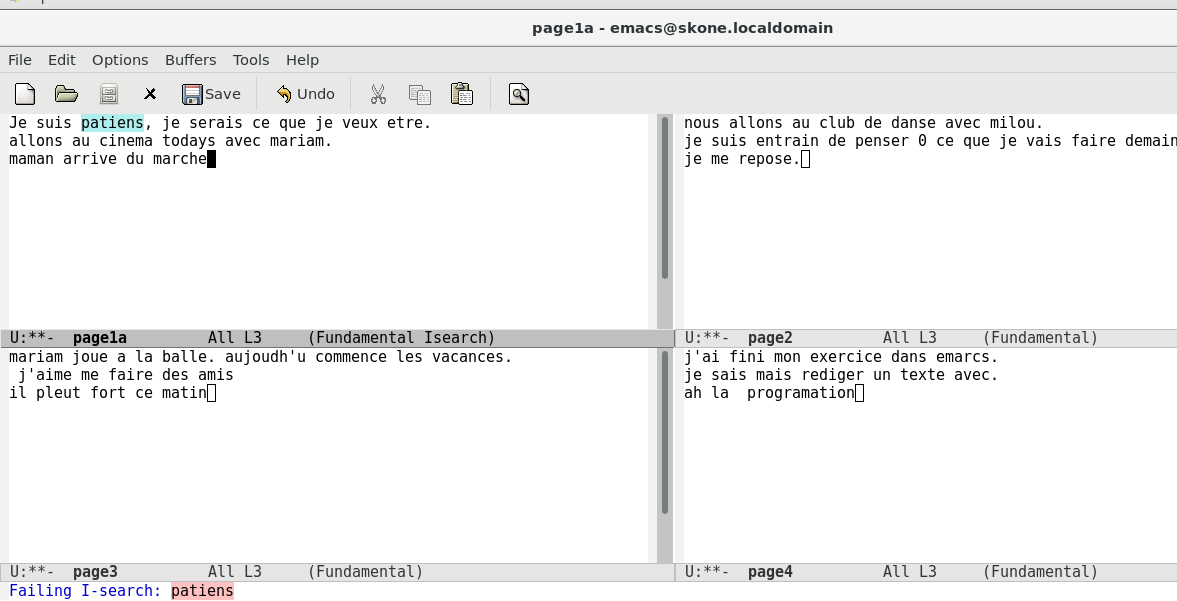 page1a - emacs@skone.localdomain
File Edit Options Buffers Tools Help
Save Undo
Je suis patiens, je serais ce que je veux etre.
allons au cinema todays avec mariam.
maman arrive du marche
U:**- page1a All L3 (Fundamental Isearch)
nous allons au club de danse avec milou.
je suis entrain de penser 0 ce que je vais faire demain
je me repose.
U:**- page2 All L3 (Fundamental)
mariam joue a la balle. aujoudh'u commence les vacances.
j'aime me faire des amis
il pleut fort ce matin
U:**- page3 All L3 (Fundamental)
j'ai fini mon exercice dans emarcs.
je sais mais rediger un texte avec.
ah la  programation
U:**- page4 All L3 (Fundamental)
Failing I-search: patiens